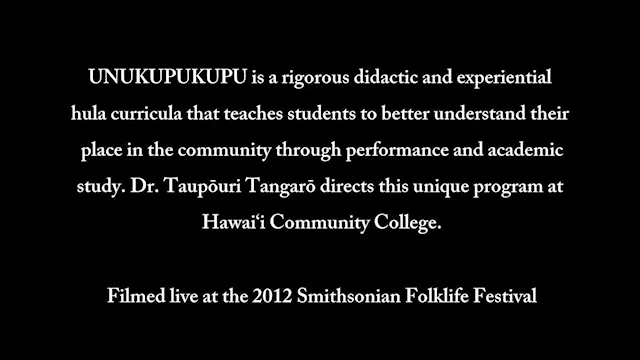 UNUKUPUKUPU is a rigorous didactic and experiential
hula curricula that teaches students to better understand their
place in the community through performance and academic
study. Dr. Taupōuri Tangarō directs this unique program at
Hawaiʻi Community College.
Filmed live at the 2012 Smithsonian Folklife Festival